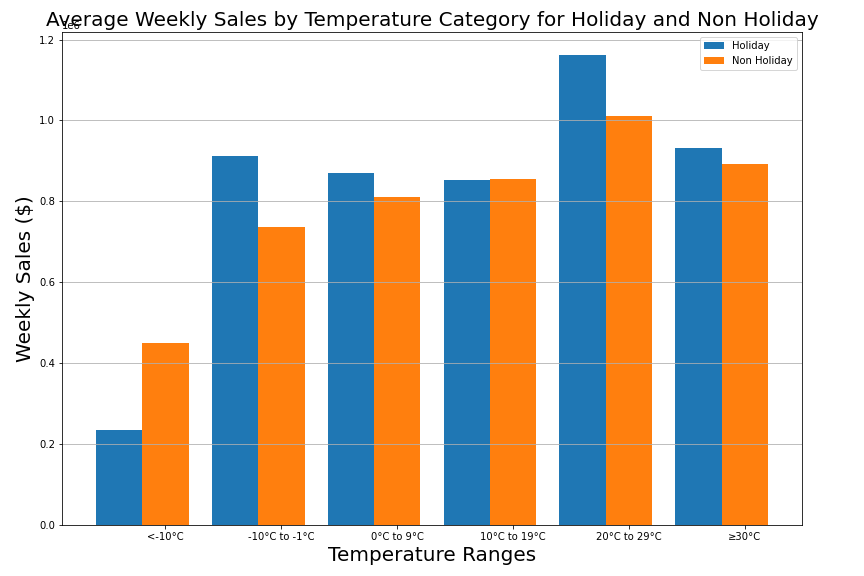 Average Weekly Sales by Temperature Category for Holiday and Non Holiday
1e6
Holiday
Non Holiday
1.2
1.0
0.8
0.6
0.4
0.2
0.0
Weekly Sales ($)
<-10°C
-10°C to -1°C
0°C to 9°C
10°C to 19°C
20°C to 29°C
≥30°C
Temperature Ranges